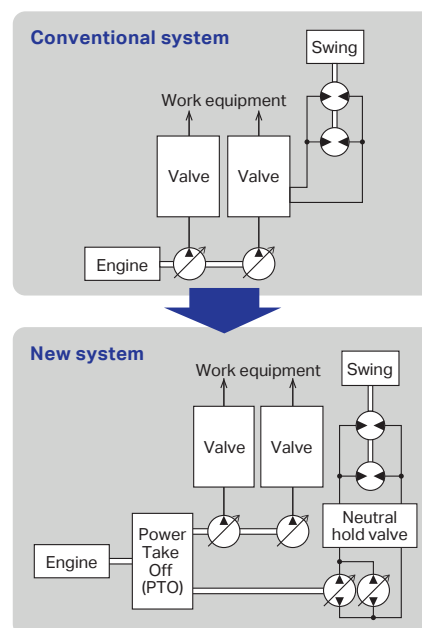 Conventional system
Swing
Work equipment
Valve
Valve
Engine
New system
Work equipment
Swing
Valve
Valve
Neutral
hold valve
Power
Take
Off
(PTO)
Engine